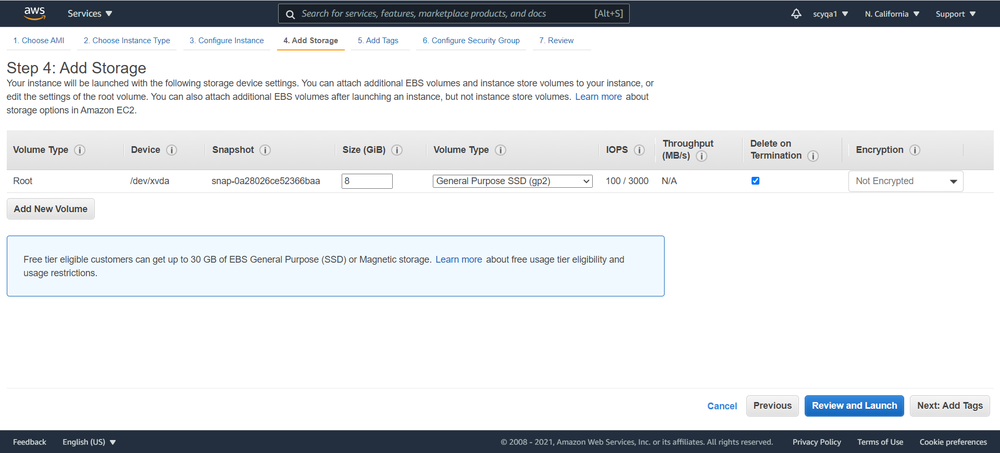 aws Services Search for services, features, marketplace products, and docs [Alt+S] scyqa1 N. California Support
1. Choose AMI 2. Choose Instance Type 3. Configure Instance 4. Add Storage 5. Add Tags 6. Configure Security Group 7. Review
Step 4: Add Storage
Your instance will be launched with the following storage device settings. You can attach additional EBS volumes and instance store volumes to your instance, or
edit the settings of the root volume. You can also attach additional EBS volumes after launching an instance, but not instance store volumes. Learn more about
storage options in Amazon EC2.
Volume Type Device Snapshot Size (GiB) Volume Type IOPS Throughput (MB/s) Delete on Termination Encryption
Root /dev/xvda snap-0a28026ce52366baa 8 General Purpose SSD (gp2) 100 / 3000 N/A Not Encrypted
Add New Volume
Free tier eligible customers can get up to 30 GB of EBS General Purpose (SSD) or Magnetic storage. Learn more about free usage tier eligibility and
usage restrictions.
Cancel Previous Review and Launch Next: Add Tags
Feedback English (US) © 2008 - 2021, Amazon Web Services, Inc. or its affiliates. All rights reserved. Privacy Policy Terms of Use Cookie preferences